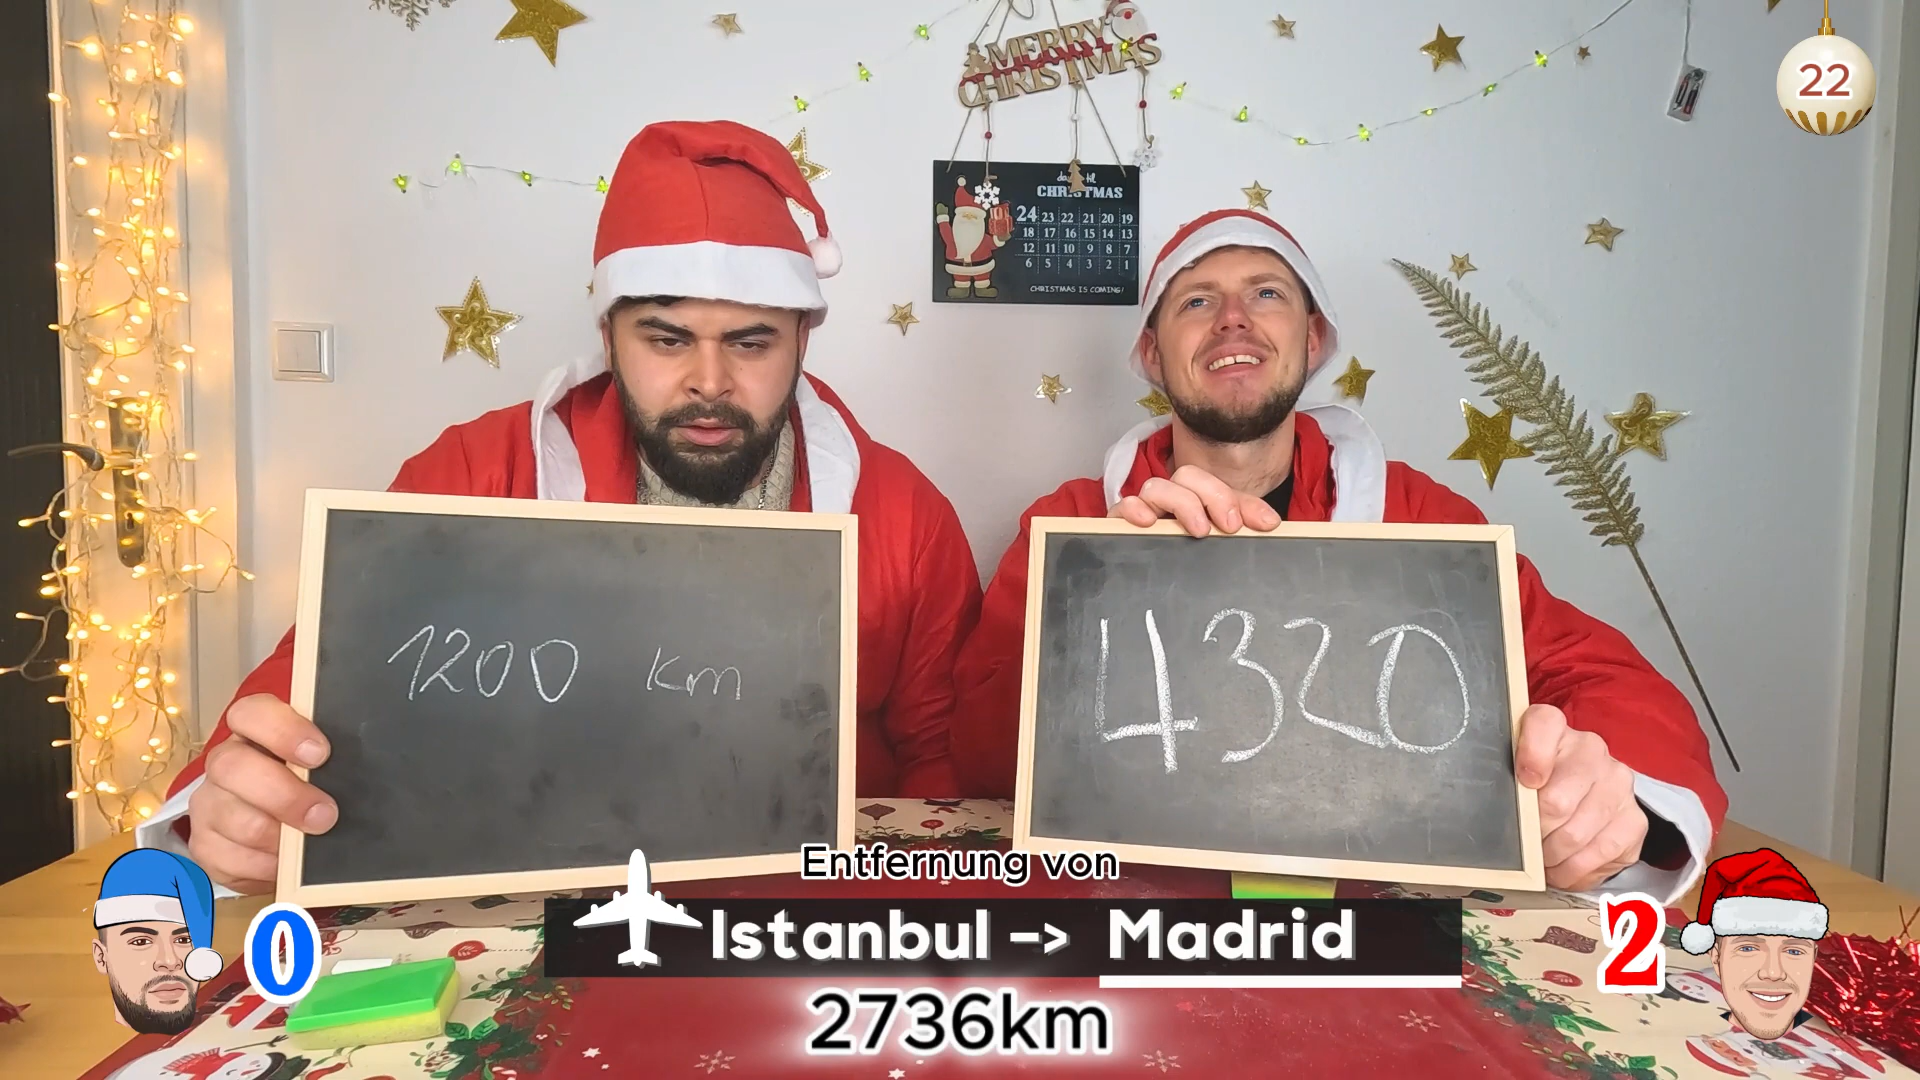 22
MERRY
CHRISTMAS
CHRISTMAS
24 23 22 21 20 19
18 17 16 15 14 13
12 11 10 9 8 7
6 5 4 3 2 1
CHRISTMAS IS COMING!
1200 km
4320
Entfernung von
Istanbul -> Madrid
0
2
2736km